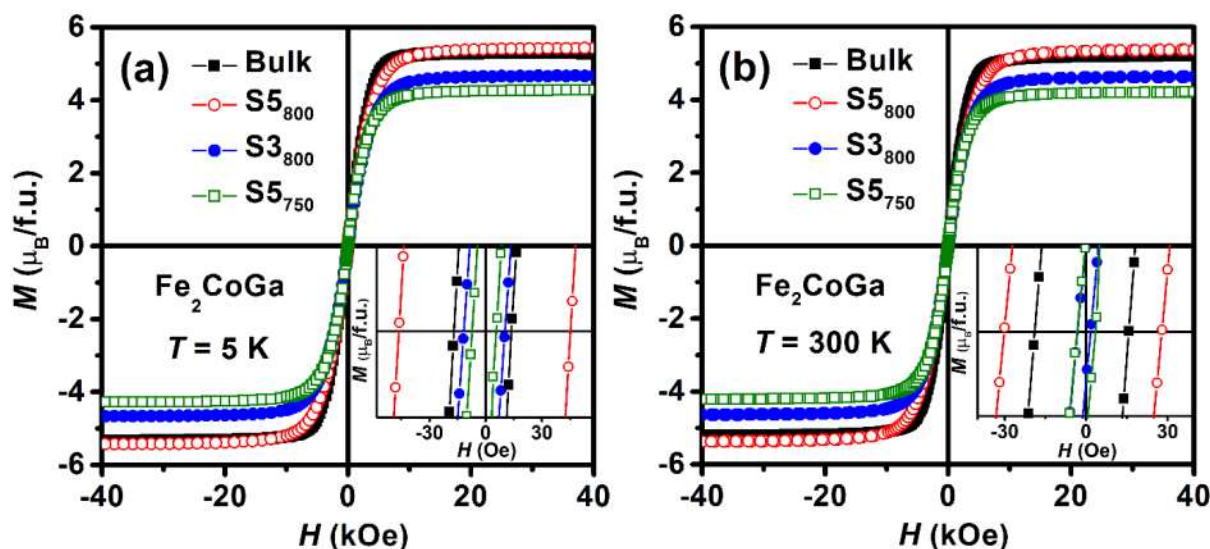 (a)
Bulk
S5800
S3800
S5750
Fe2CoGa
T = 5 K
M (μB/f.u.)
6
4
2
0
-2
-4
-6
-40
-20
0
20
40
H (kOe)
M (μB/f.u.)
-30
0
30
H (Oe)
(b)
Bulk
S5800
S3800
S5750
Fe2CoGa
T = 300 K
M (μB/f.u.)
6
4
2
0
-2
-4
-6
-40
-20
0
20
40
H (kOe)
M (μB/f.u.)
-30
0
30
H (Oe)